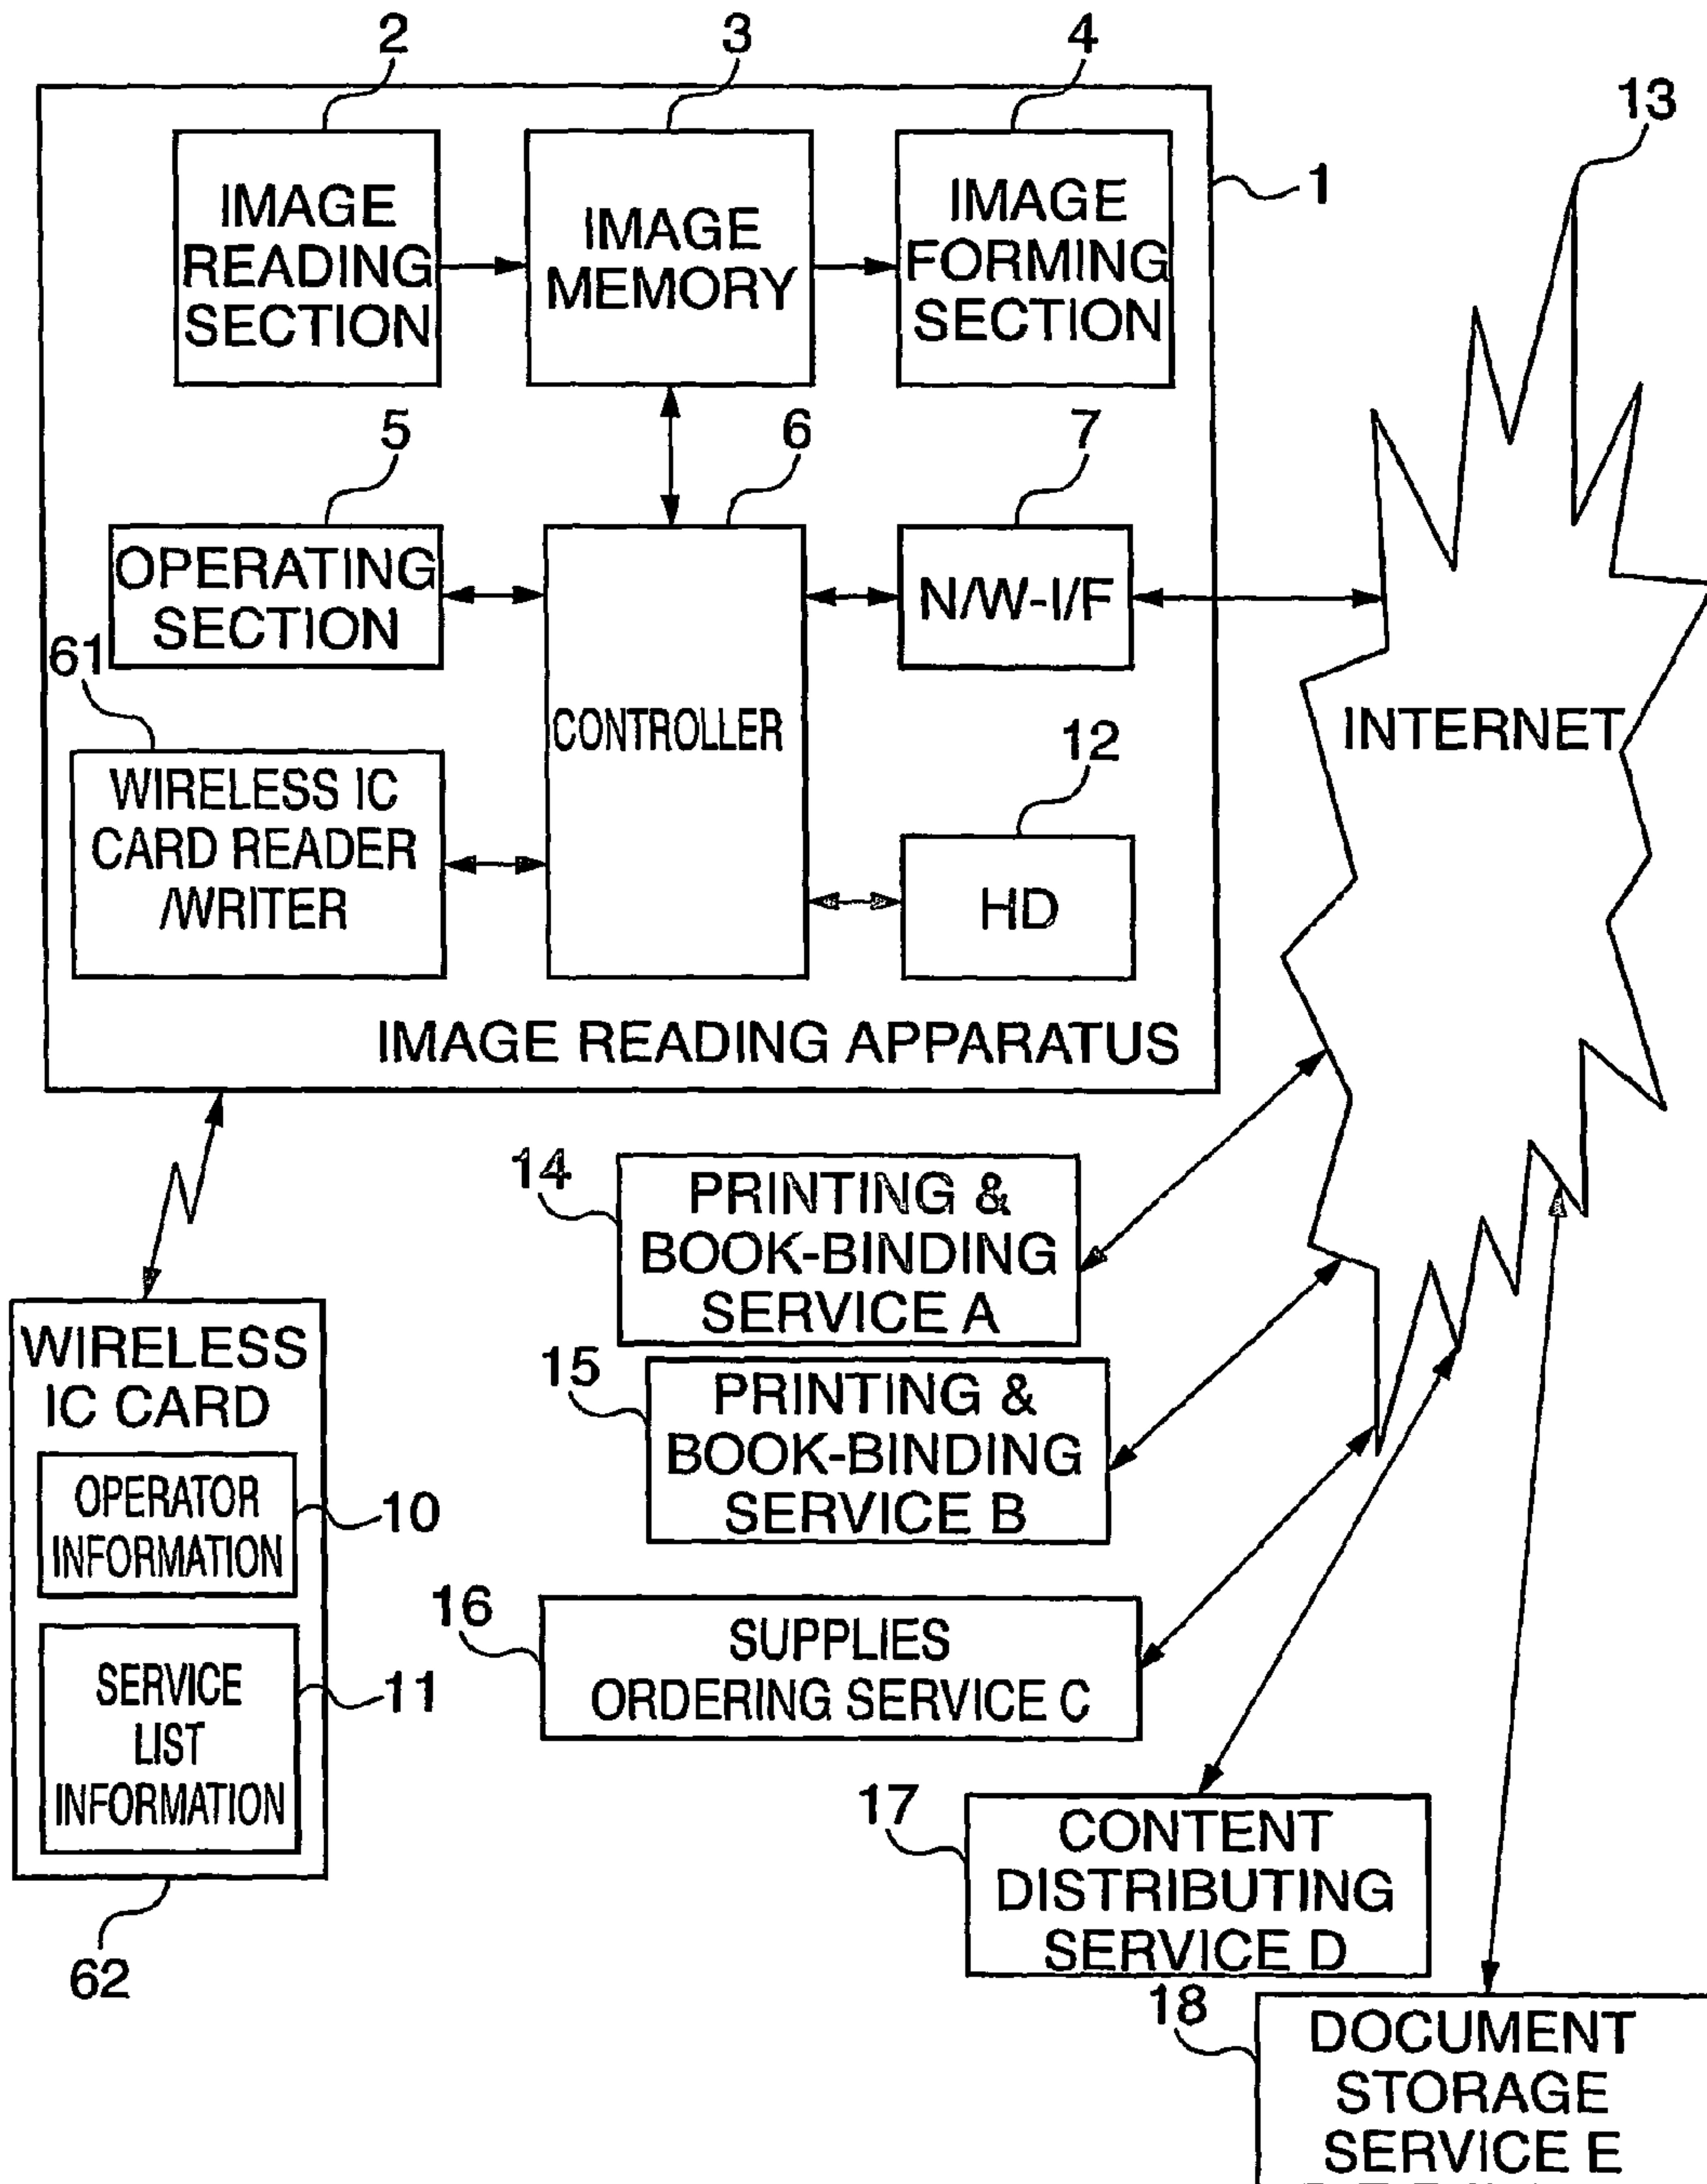 2
3
4
13
IMAGE
READING
SECTION
IMAGE
MEMORY
IMAGE
FORMING
SECTION
1
5
6
7
OPERATING
SECTION
N/W-I/F
61
CONTROLLER
INTERNET
12
WIRELESS IC
CARD READER
/WRITER
HD
IMAGE READING APPARATUS
14
PRINTING &
BOOK-BINDING
SERVICE A
15
PRINTING &
BOOK-BINDING
SERVICE B
WIRELESS
IC CARD
OPERATOR
INFORMATION
10
SERVICE
LIST
INFORMATION
11
62
16
SUPPLIES
ORDERING SERVICE C
17
CONTENT
DISTRIBUTING
SERVICE D
18
DOCUMENT
STORAGE
SERVICE E